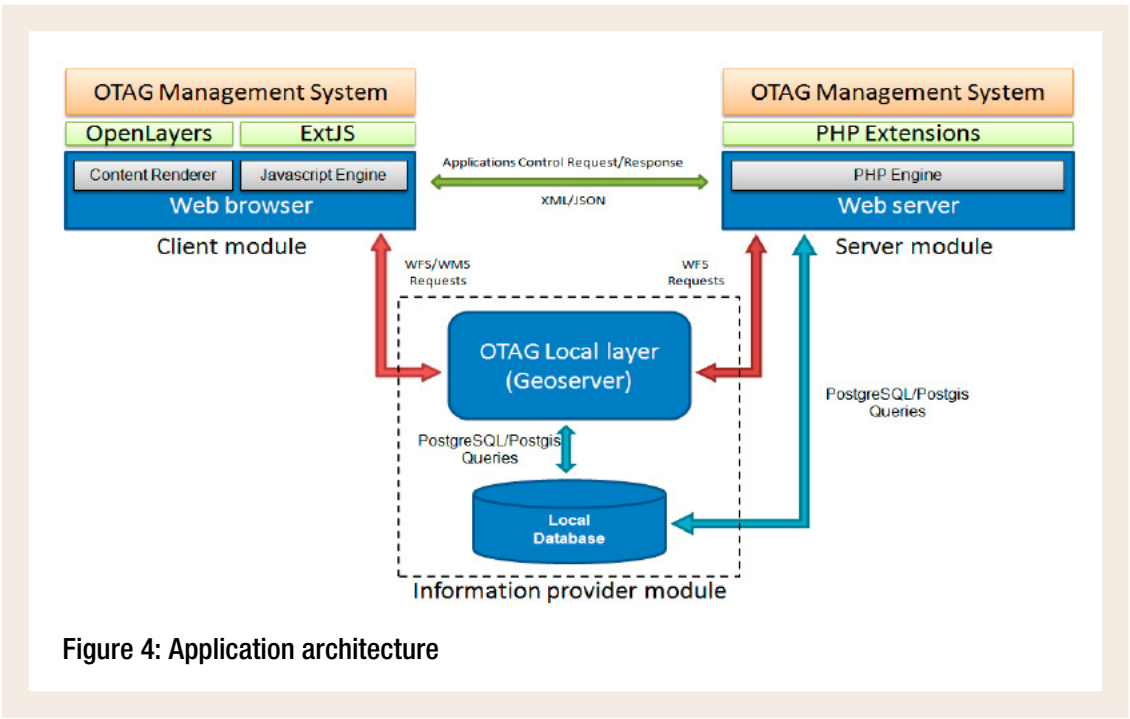 OTAG Management System
OpenLayers
ExtJS
Content Renderer
Javascript Engine
Web browser
Client module
Applications Control Request/Response
XML/JSON
OTAG Management System
PHP Extensions
PHP Engine
Web server
Server module
WFS/WMS
Requests
WFS
Requests
OTAG Local layer
(Geoserver)
PostgreSQL/Postgis
Queries
PostgreSQL/Postgis
Queries
Local
Database
Information provider module
Figure 4: Application architecture